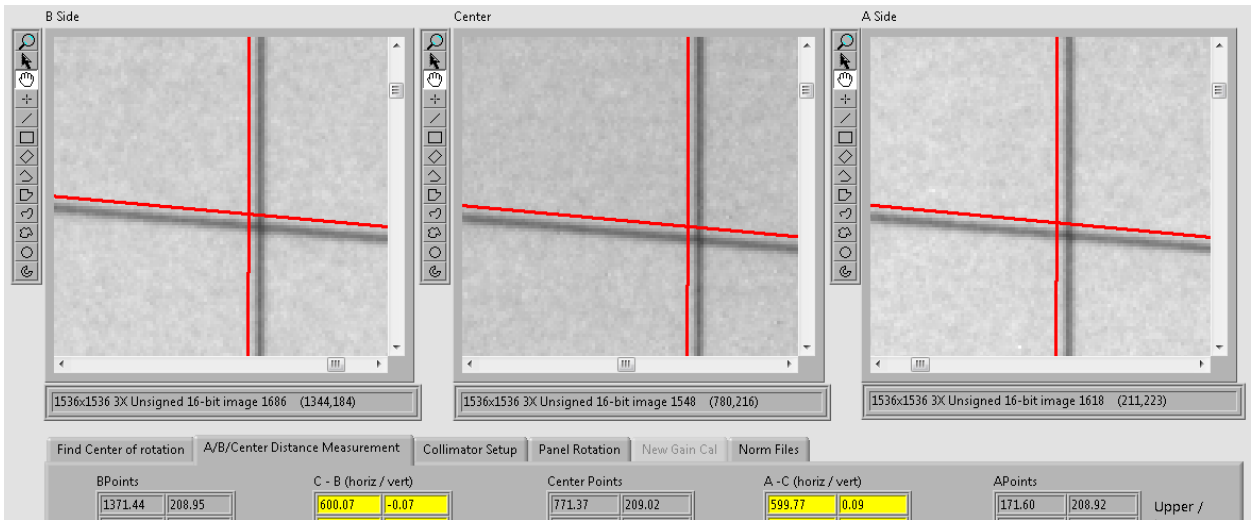 B Side
Center
A Side
1536x1536 3X Unsigned 16-bit image 1686 (1344,184)
1536x1536 3X Unsigned 16-bit image 1548 (780,216)
1536x1536 3X Unsigned 16-bit image 1618 (211,223)
Find Center of rotation A/B/Center Distance Measurement Collimator Setup Panel Rotation New Gain Cal Norm Files
BPoints C - B (horiz / vert) Center Points A -C (horiz / vert) APoints
1371.44 208.95 600.07 -0.07 771.37 209.02 599.77 0.09 171.60 208.92 Upper /